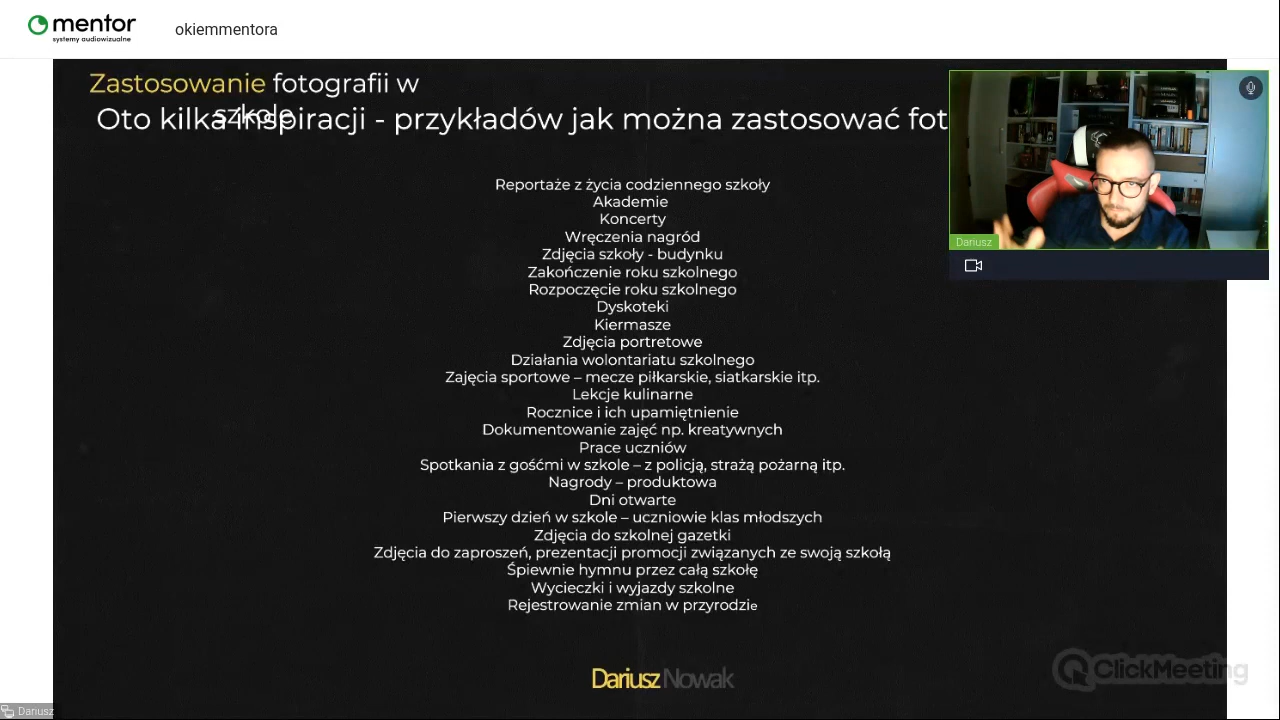 mentor
systemy audiowizualne
okiemmentora
Zastosowanie fotografii w
szkole
Oto kilka inspiracji - przykładów jak można zastosować fot
Reportaże z życia codziennego szkoły
Akademie
Koncerty
Wręczenia nagród
Zdjęcia szkoły - budynku
Zakończenie roku szkolnego
Rozpoczęcie roku szkolnego
Dyskoteki
Kiermasze
Zdjęcia portretowe
Działania wolontariatu szkolnego
Zajęcia sportowe – mecze piłkarskie, siatkarskie itp.
Lekcje kulinarne
Rocznice i ich upamiętnienie
Dokumentowanie zajęć np. kreatywnych
Prace uczniów
Spotkania z gośćmi w szkole – z policją, strażą pożarną itp.
Nagrody – produktowa
Dni otwarte
Pierwszy dzień w szkole – uczniowie klas młodszych
Zdjęcia do szkolnej gazetki
Zdjęcia do zaproszeń, prezentacji promocji związanych ze swoją szkołą
Śpiewnie hymnu przez całą szkołę
Wycieczki i wyjazdy szkolne
Rejestrowanie zmian w przyrodzie
Dariusz Nowak
Dariusz
ClickMeeting
Dariusz